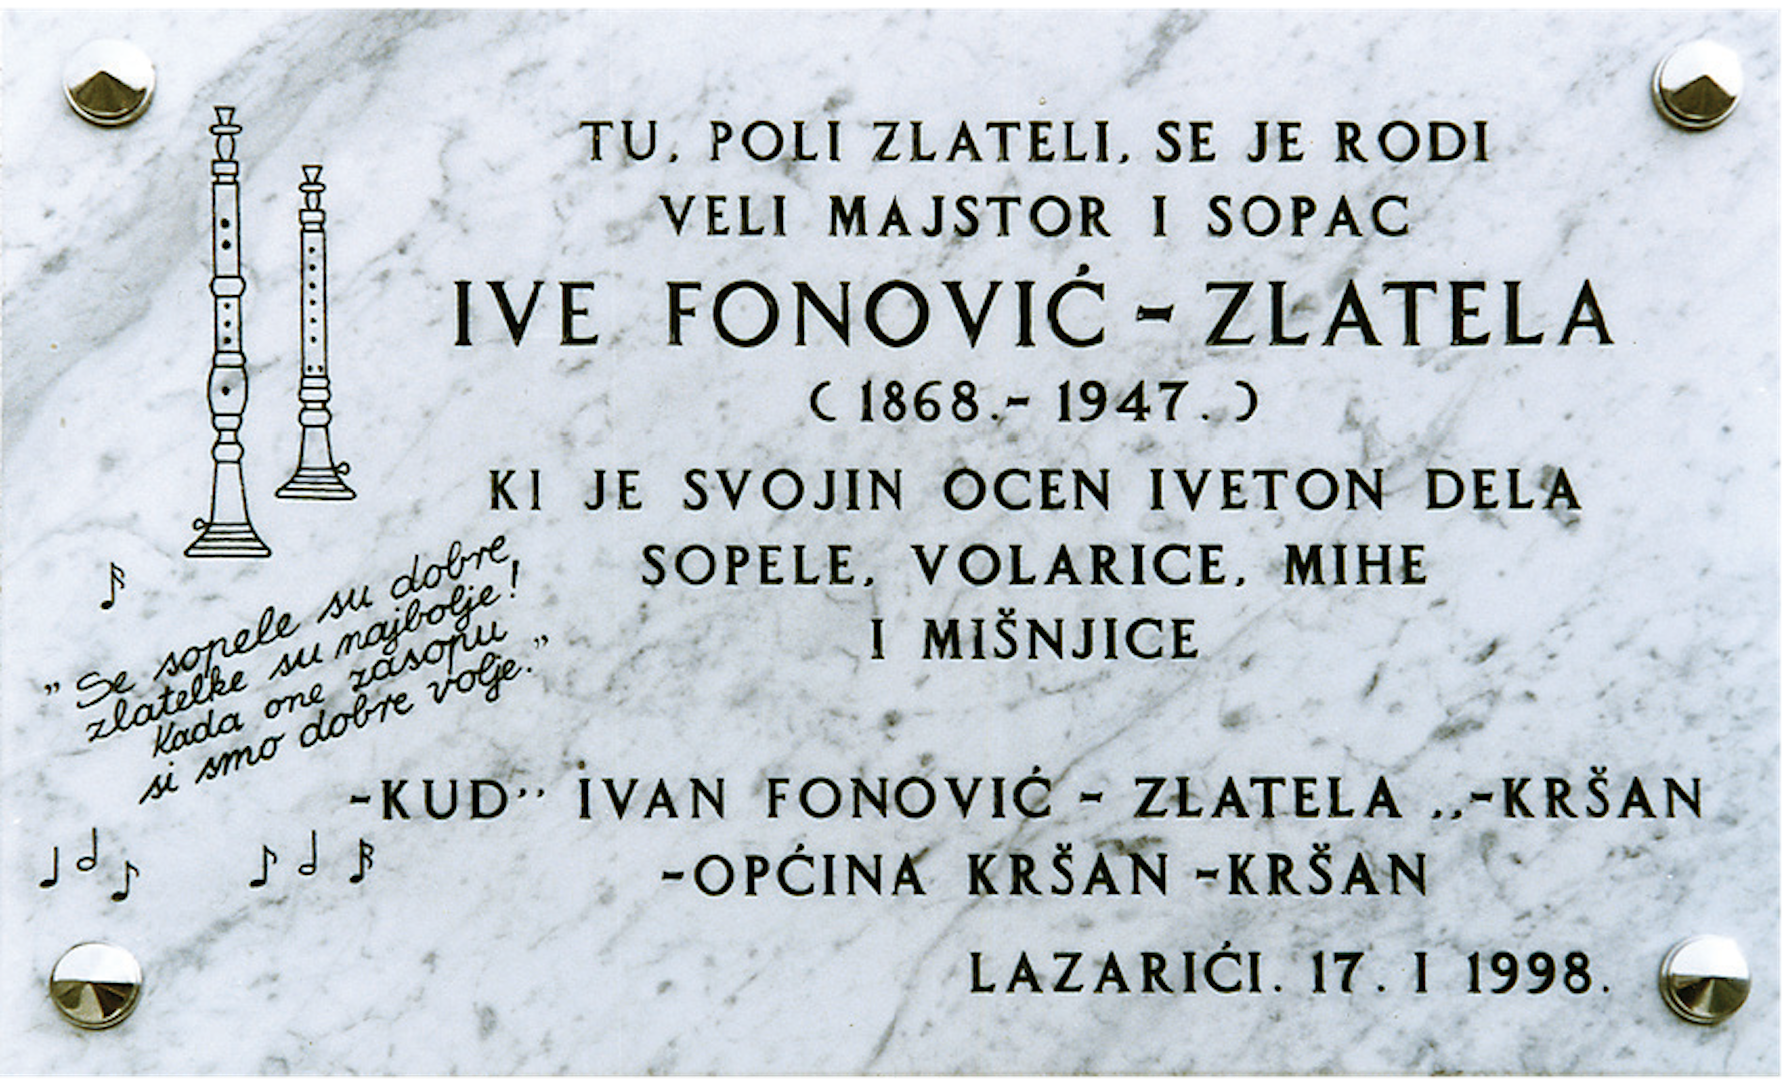 TU, POLI ZLATELI, SE JE RODI
VELI MAJSTOR I SOPAC
IVE FONOVIĆ - ZLATELA
(1868.- 1947.)
KI JE SVOJIN OCEN IVETON DELA
SOPELE, VOLARICE, MIHE
I MIŠNJICE
„Se sopele su dobre
zlatelke su najbolje!
Kada one zasopu
si smo dobre volje.”
-KUD'' IVAN FONOVIĆ - ZLATELA ,,-KRŠAN
-OPĆINA KRŠAN -KRŠAN
LAZARIĆI. 17. I 1998.